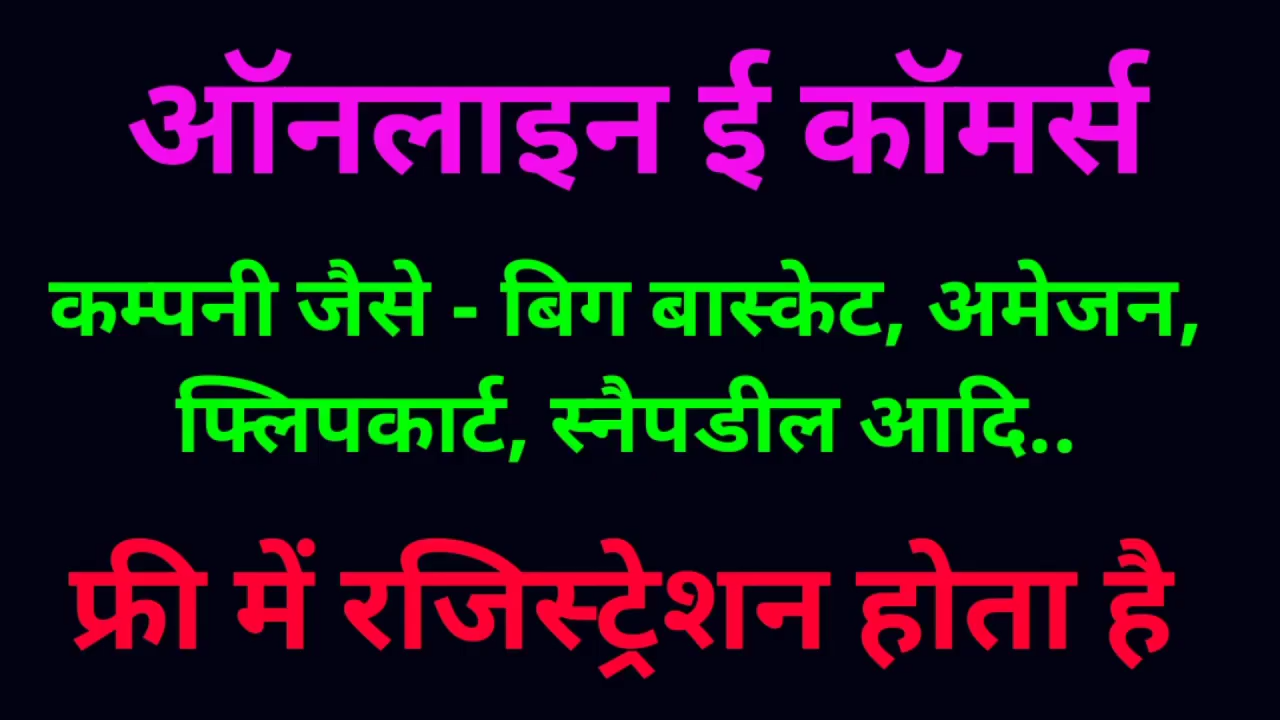 ऑनलाइन ई कॉमर्स
कम्पनी जैसे - बिग बास्केट, अमेजन,
फ्लिपकार्ट, स्नैपडील आदि..
फ्री में रजिस्ट्रेशन होता है